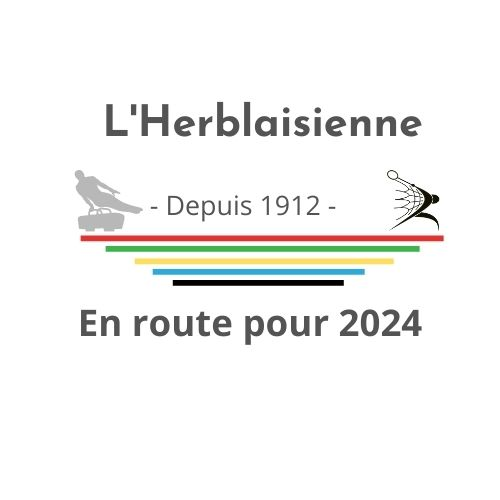 L'Herblaisienne
- Depuis 1912 -
En route pour 2024